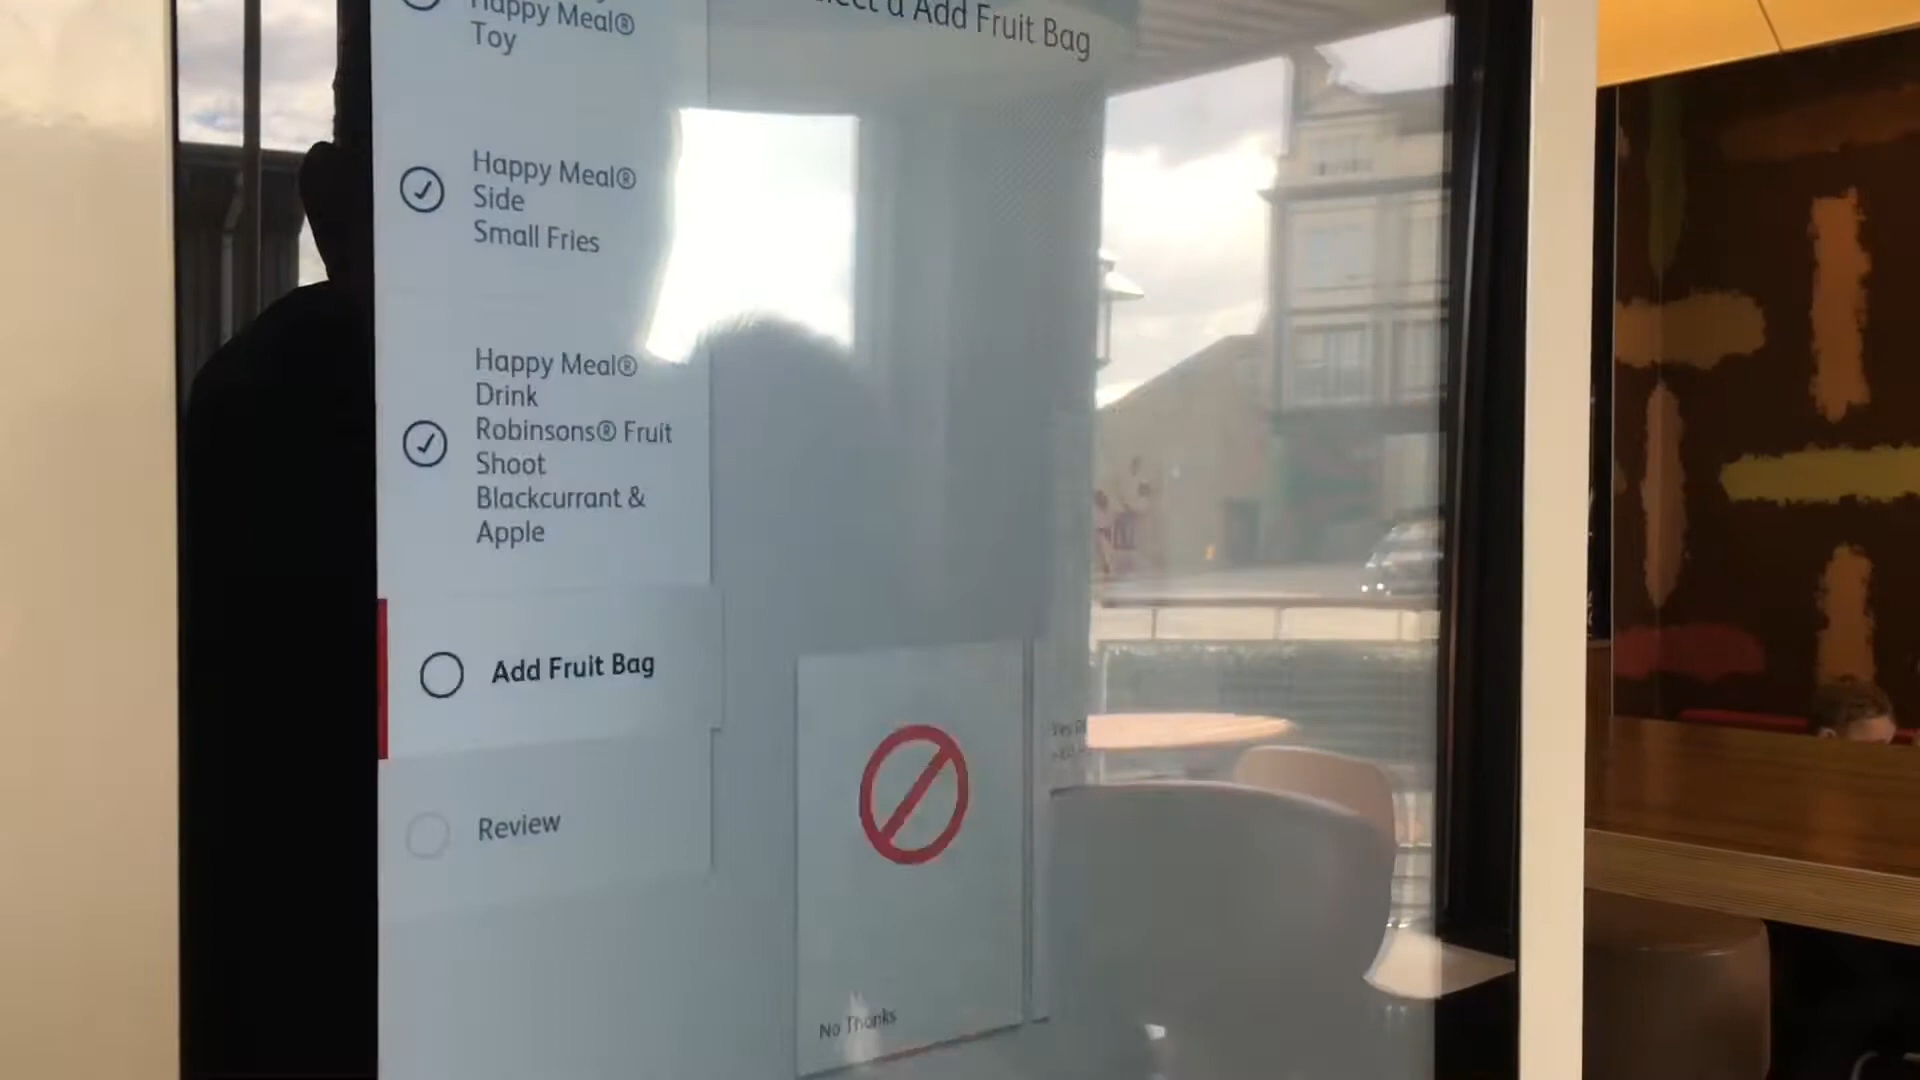 Happy Meal®
Toy
a Add Fruit Bag
Happy Meal®
Side
Small Fries
Happy Meal®
Drink
Robinsons® Fruit
Shoot
Blackcurrant &
Apple
Add Fruit Bag
Review
No Thanks